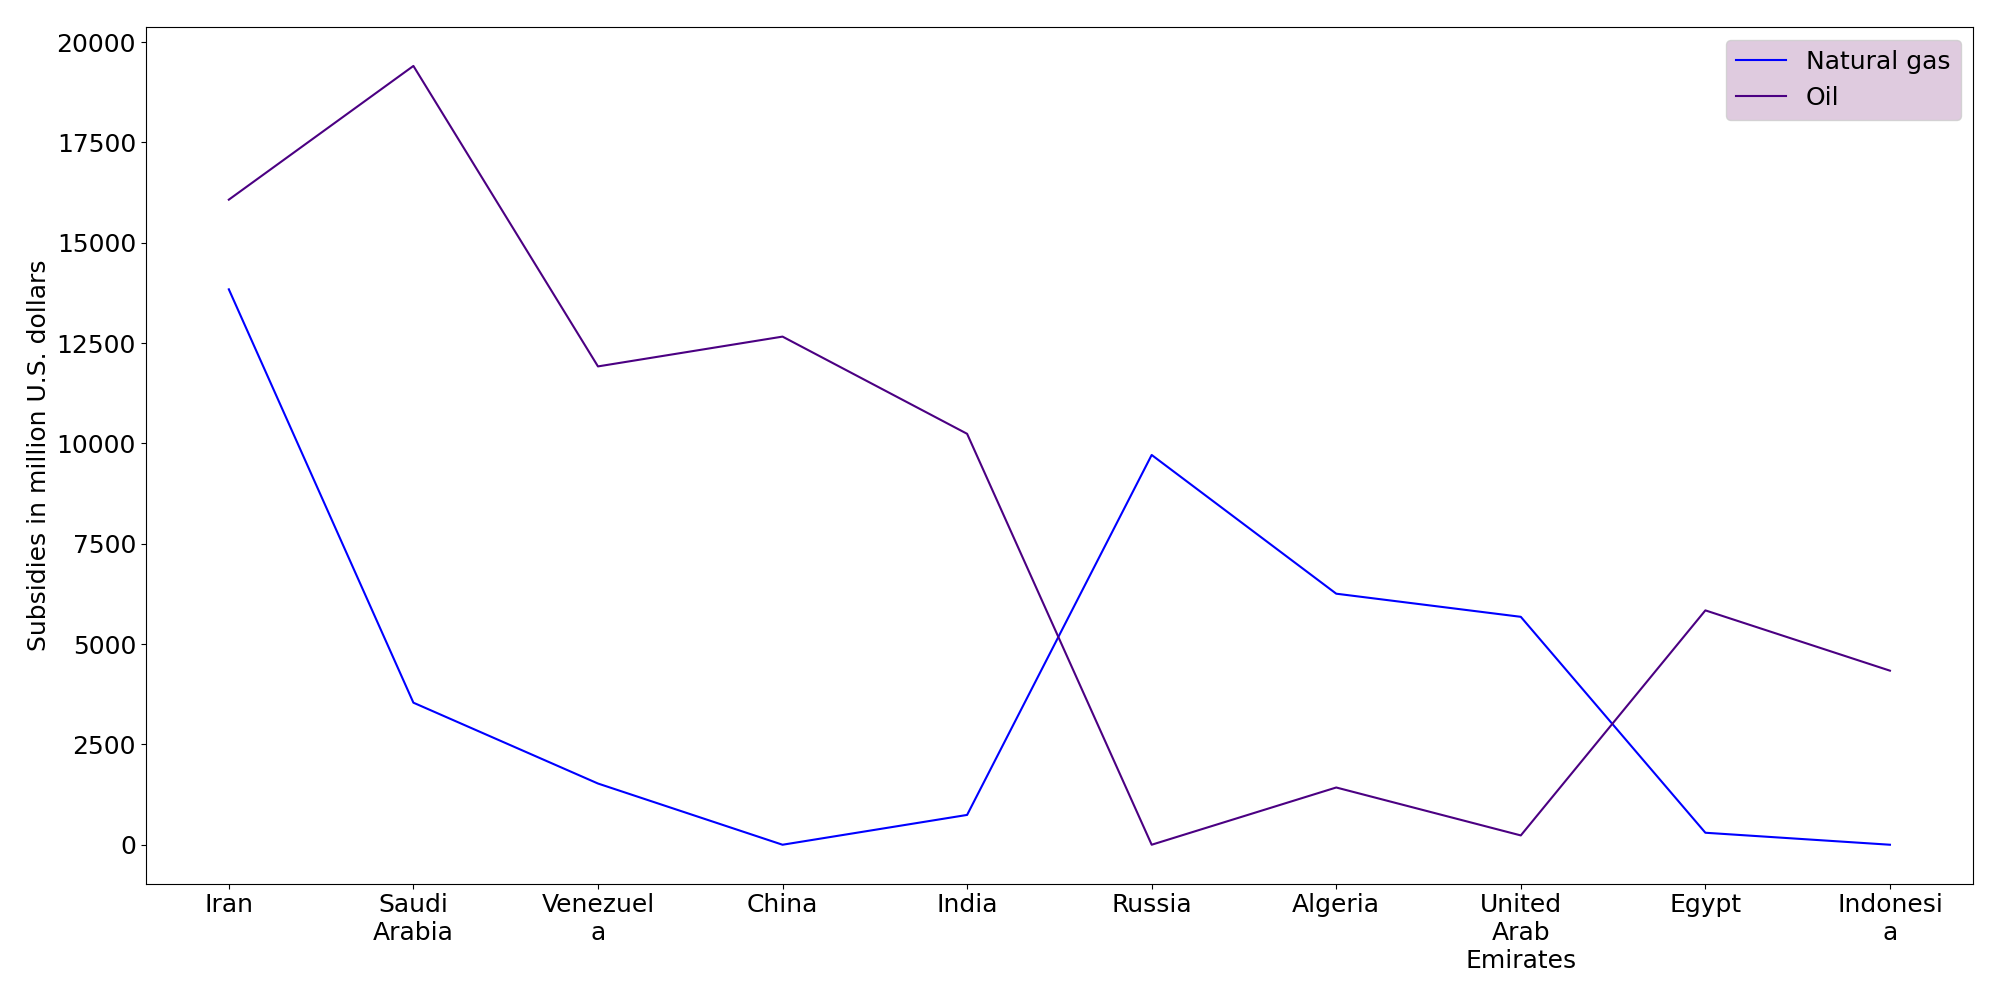 20000
17500
15000
12500
10000
7500
5000
2500
0
Subsidies in million U.S. dollars
Natural gas
Oil
Iran
Saudi
Arabia
Venezuel
a
China
India
Russia
Algeria
United
Arab
Emirates
Egypt
Indonesi
a